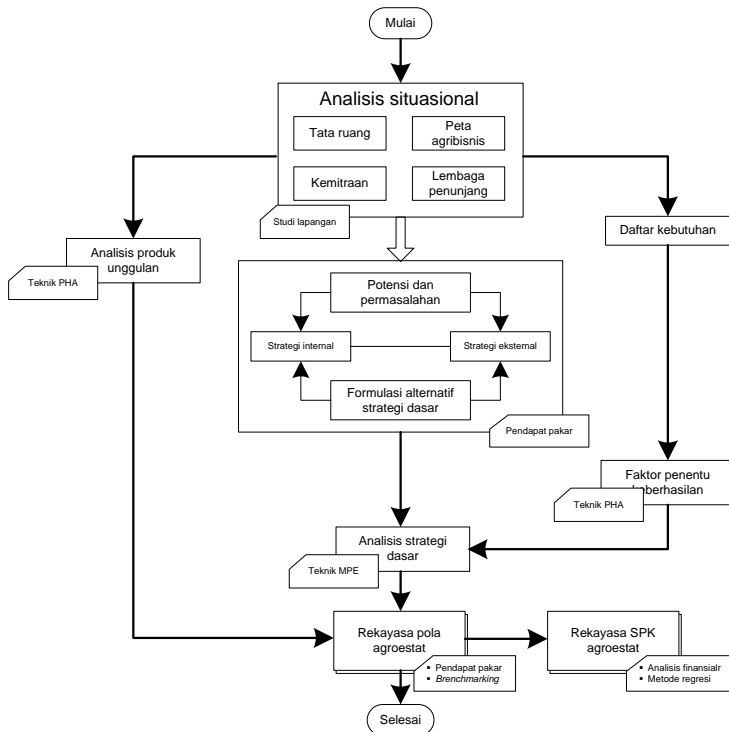 Mulai
Analisis situasional
Tata ruang
Peta
agribisnis
Kemitraan
Lembaga
penunjang
Studi lapangan
Analisis produk
unggulan
Teknik PHA
Daftar kebutuhan
Potensi dan
permasalahan
Strategi internal
Strategi eksternal
Formulasi alternatif
strategi dasar
Pendapat pakar
Faktor penentu
keberhasilan
Teknik PHA
Analisis strategi
dasar
Teknik MPE
Rekayasa pola
agroestat
▪ Pendapat pakar
▪ Brenchmarking
Rekayasa SPK
agroestat
▪ Analisis finansialr
▪ Metode regresi
Selesai